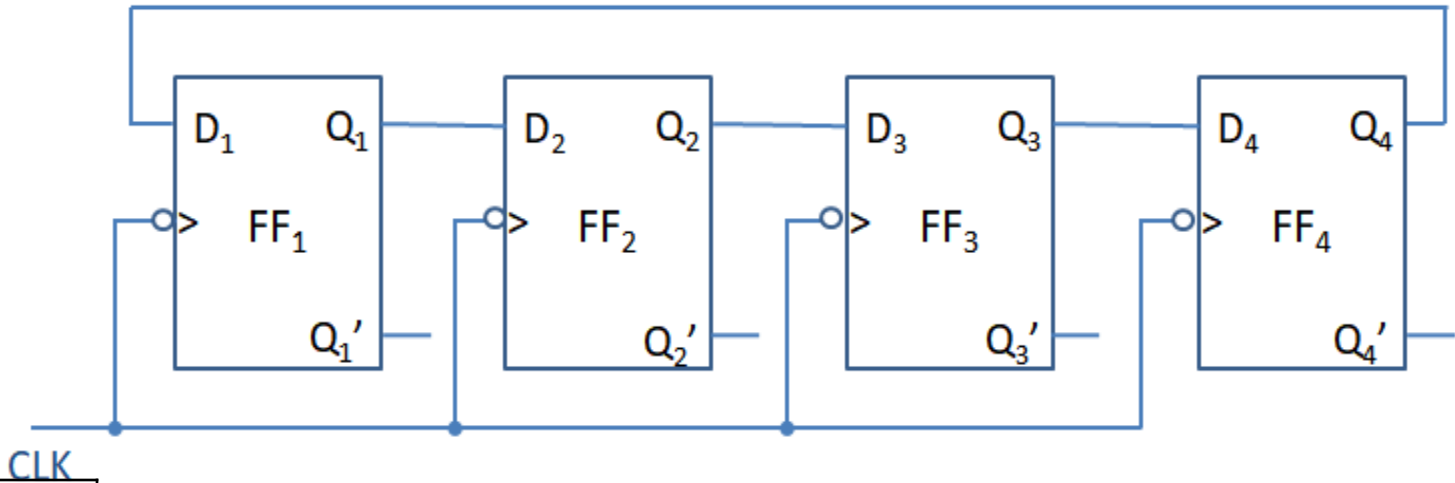 D₁ Q₁ D₂ Q₂ D₃ Q₃ D₄ Q₄
> FF₁ > FF₂ > FF₃ > FF₄
Q₁’ Q₂’ Q₃’ Q₄’
CLK